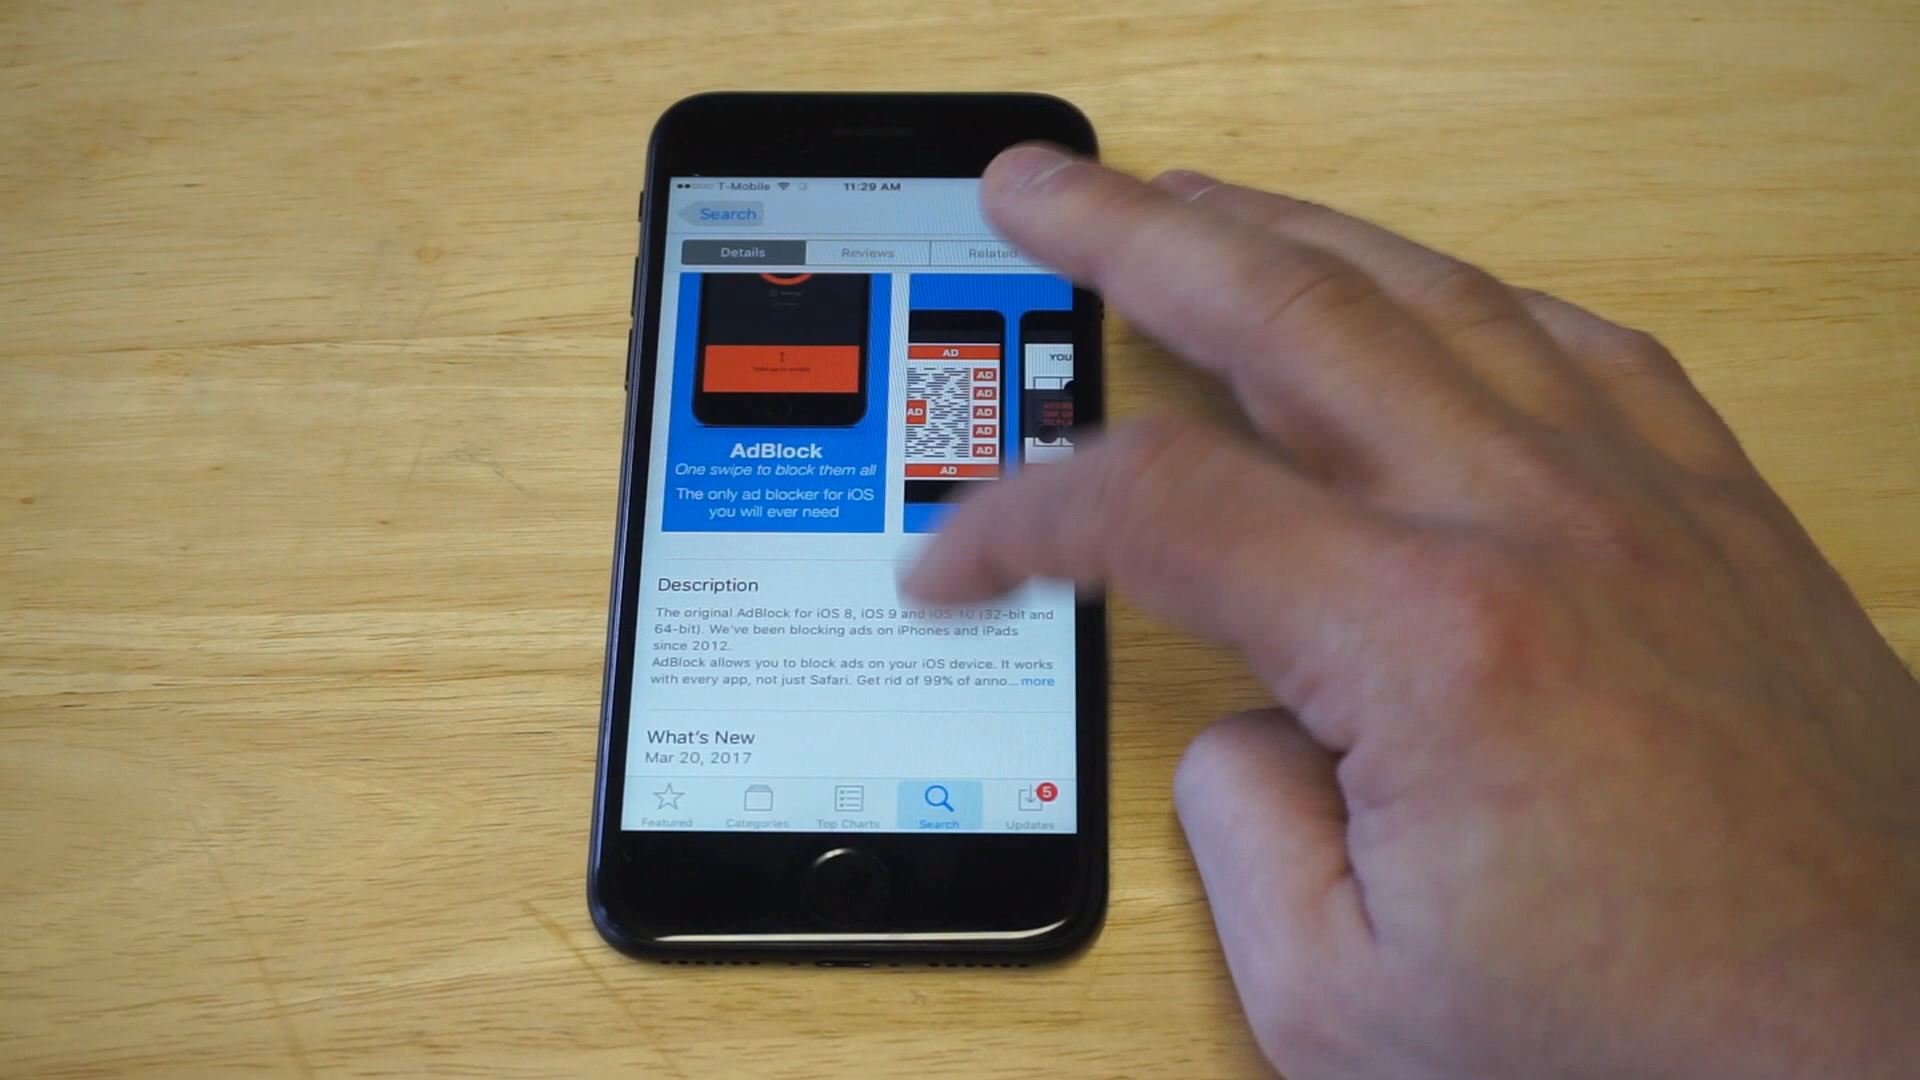 T-Mobile 11:29 AM
Search
Details Reviews Related
AD
AD
AD
AD
AD
AD
AD
AD
YOU
AdBlock
One swipe to block them all
The only ad blocker for iOS
you will ever need
Description
The original AdBlock for iOS 8, iOS 9 and iOS 10 (32-bit and
64-bit). We've been blocking ads on iPhones and iPads
since 2012.
AdBlock allows you to block ads on your iOS device. It works
with every app, not just Safari. Get rid of 99% of anno...more
What's New
Mar 20, 2017
5
Featured Categories Top Charts Search Updates